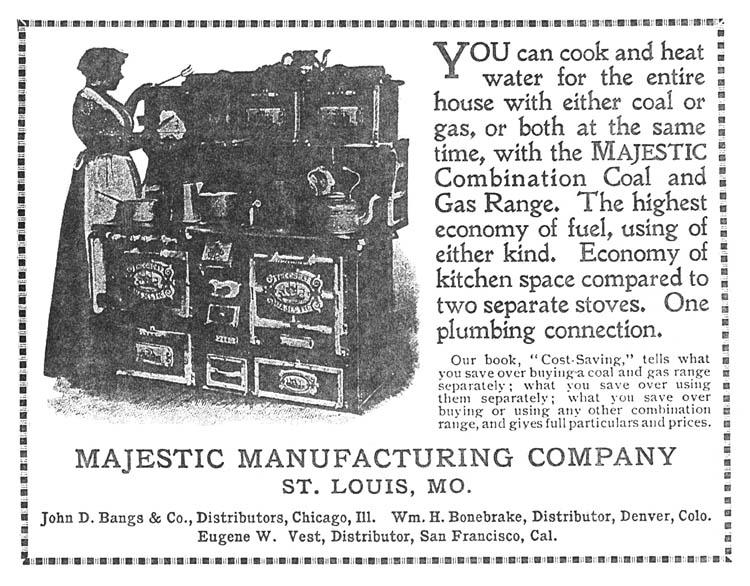 YOU can cook and heat
water for the entire
house with either coal or
gas, or both at the same
time, with the MAJESTIC
Combination Coal and
Gas Range. The highest
economy of fuel, using of
either kind. Economy of
kitchen space compared to
two separate stoves. One
plumbing connection.
Our book, "Cost-Saving," tells what
you save over buying a coal and gas range
separately; what you save over using
them separately; what you save over
buying or using any other combination
range, and gives full particulars and prices.
MAJESTIC MANUFACTURING COMPANY
ST. LOUIS, MO.
John D. Bangs & Co., Distributors, Chicago, Ill. Wm. H. Bonebrake, Distributor, Denver, Colo.
Eugene W. Vest, Distributor, San Francisco, Cal.